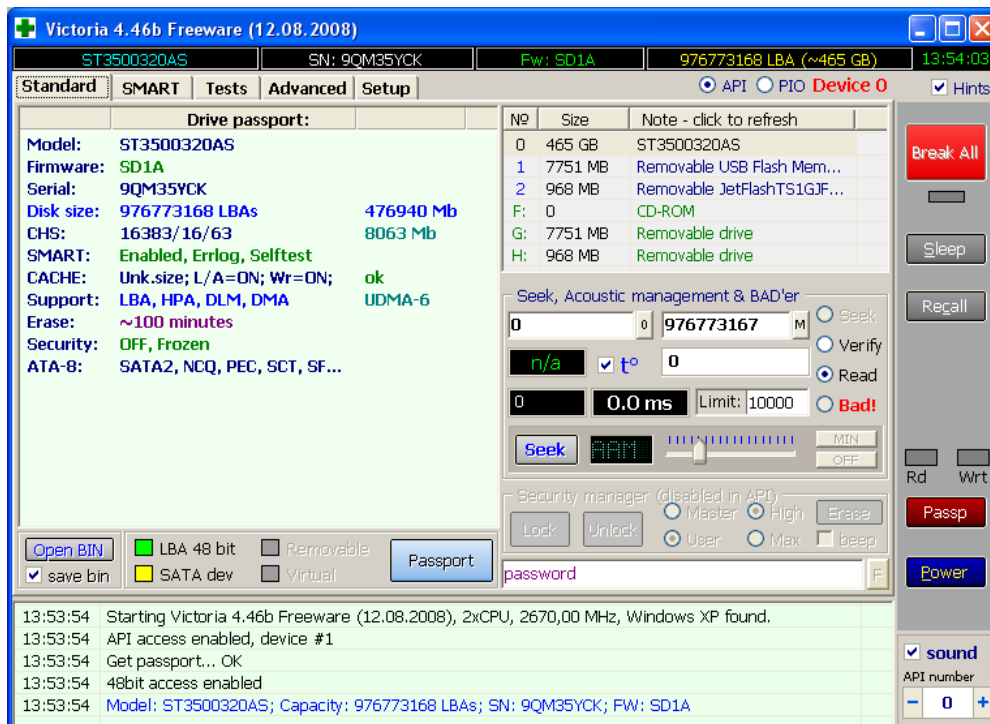 Victoria 4.46b Freeware (12.08.2008)
ST3500320AS SN: 9QM35YCK Fw: SD1A 976773168 LBA (~465 GB) 13:54:03
Standard SMART Tests Advanced Setup API PIO Device 0 Hints
Drive passport:
Model: ST3500320AS
Firmware: SD1A
Serial: 9QM35YCK
Disk size: 976773168 LBAs 476940 Mb
CHS: 16383/16/63 8063 Mb
SMART: Enabled, Errlog, Selftest
CACHE: Unk.size; L/A=ON; Wr=ON; ok
Support: LBA, HPA, DLM, DMA UDMA-6
Erase: ~100 minutes
Security: OFF, Frozen
ATA-8: SATA2, NCQ, PEC, SCT, SF...
Open BIN LBA 48 bit Removable
save bin SATA dev Virtual
Passport
№ Size Note - click to refresh
0 465 GB ST3500320AS
1 7751 MB Removable USB Flash Mem...
2 968 MB Removable JetFlashTS1GJF...
F: 0 CD-ROM
G: 7751 MB Removable drive
H: 968 MB Removable drive
Seek, Acoustic management & BAD'er
0 0 976773167 M Seek
Verify
n/a t° 0
Read
0 0.0 ms Limit: 10000 Bad!
Seek AAM MIN
OFF
Security manager (disabled in API)
Lock Unlock Master High Erase
User Max beep
password F
Break All
Sleep
Recall
Rd Wrt
Passp
Power
sound
API number
− 0 +
13:53:54 Starting Victoria 4.46b Freeware (12.08.2008), 2xCPU, 2670,00 MHz, Windows XP found.
13:53:54 API access enabled, device #1
13:53:54 Get passport... OK
13:53:54 48bit access enabled
13:53:54 Model: ST3500320AS; Capacity: 976773168 LBAs; SN: 9QM35YCK; FW: SD1A